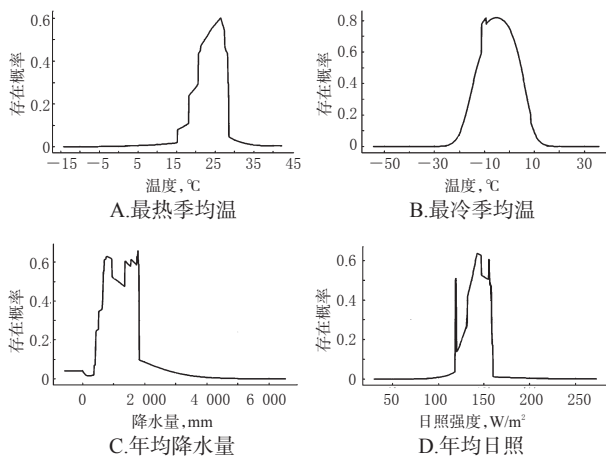 存在概率
0.6
0.4
0.2
0
−15 −5 5 15 25 35 45
温度,℃
A.最热季均温
存在概率
0.8
0.6
0.4
0.2
0
−50 −30 −10 10 30
温度,℃
B.最冷季均温
存在概率
0.6
0.4
0.2
0
0 2 000 4 000 6 000
降水量,mm
C.年均降水量
存在概率
0.6
0.4
0.2
0
50 100 150 200 250
日照强度,W/m²
D.年均日照